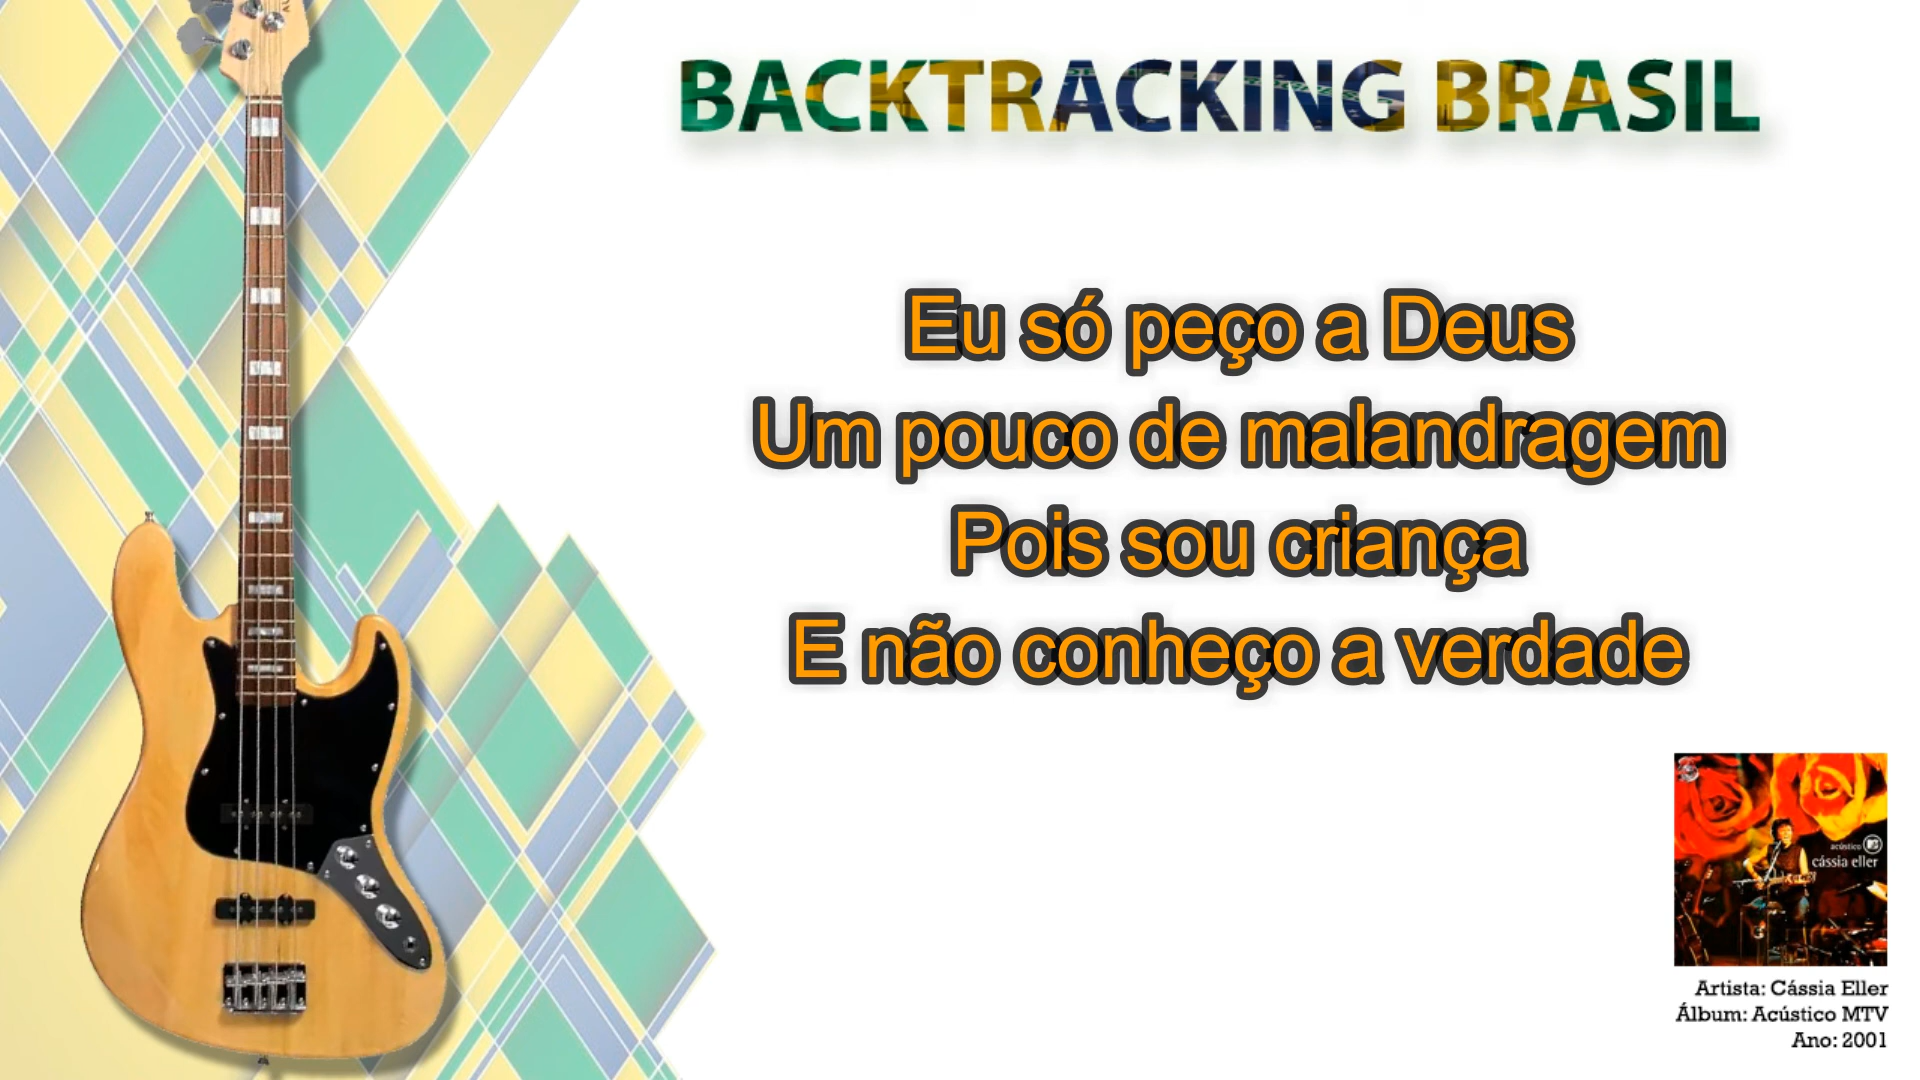 BACKTRACKING BRASIL
Eu só peço a Deus
Um pouco de malandragem
Pois sou criança
E não conheço a verdade
acústico
cássia eller
Artista: Cássia Eller
Álbum: Acústico MTV
Ano: 2001